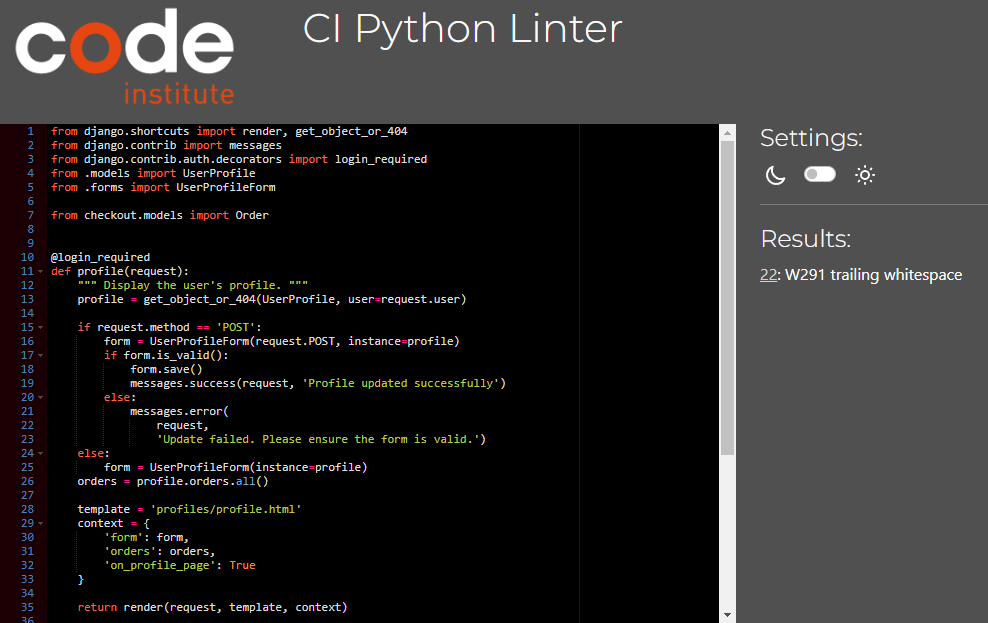 code
institute
CI Python Linter
1 from django.shortcuts import render, get_object_or_404
2 from django.contrib import messages
3 from django.contrib.auth.decorators import login_required
4 from .models import UserProfile
5 from .forms import UserProfileForm
6
7 from checkout.models import Order
8
9
10 @login_required
11 def profile(request):
12     """ Display the user's profile. """
13     profile = get_object_or_404(UserProfile, user=request.user)
14
15     if request.method == 'POST':
16         form = UserProfileForm(request.POST, instance=profile)
17         if form.is_valid():
18             form.save()
19             messages.success(request, 'Profile updated successfully')
20         else:
21             messages.error(
22                 request,
23                 'Update failed. Please ensure the form is valid.')
24     else:
25         form = UserProfileForm(instance=profile)
26     orders = profile.orders.all()
27
28     template = 'profiles/profile.html'
29     context = {
30         'form': form,
31         'orders': orders,
32         'on_profile_page': True
33     }
34
35     return render(request, template, context)
36
Settings:
Results:
22: W291 trailing whitespace